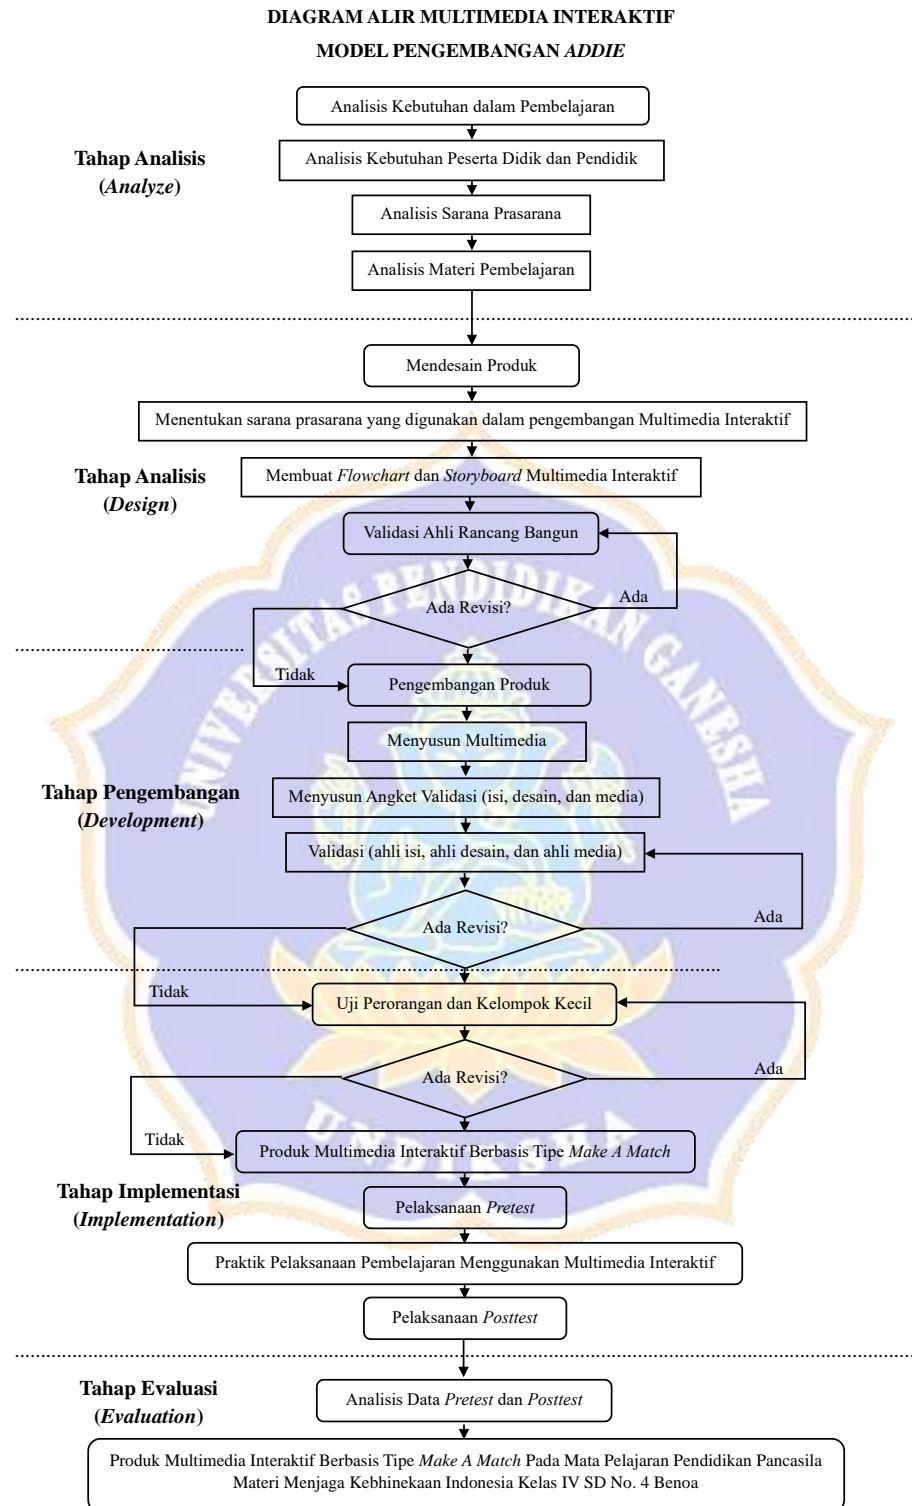 DIAGRAM ALIR MULTIMEDIA INTERAKTIF
MODEL PENGEMBANGAN ADDIE
Analisis Kebutuhan dalam Pembelajaran
Tahap Analisis
(Analyze)
Analisis Kebutuhan Peserta Didik dan Pendidik
Analisis Sarana Prasarana
Analisis Materi Pembelajaran
Mendesain Produk
Menentukan sarana prasarana yang digunakan dalam pengembangan Multimedia Interaktif
Tahap Analisis
(Design)
Membuat Flowchart dan Storyboard Multimedia Interaktif
Validasi Ahli Rancang Bangun
Ada Revisi?
Ada
Tidak
Pengembangan Produk
Menyusun Multimedia
Tahap Pengembangan
(Development)
Menyusun Angket Validasi (isi, desain, dan media)
Validasi (ahli isi, ahli desain, dan ahli media)
Ada Revisi?
Ada
Tidak
Uji Perorangan dan Kelompok Kecil
Ada Revisi?
Ada
Tidak
Produk Multimedia Interaktif Berbasis Tipe Make A Match
Tahap Implementasi
(Implementation)
Pelaksanaan Pretest
Praktik Pelaksanaan Pembelajaran Menggunakan Multimedia Interaktif
Pelaksanaan Posttest
Tahap Evaluasi
(Evaluation)
Analisis Data Pretest dan Posttest
Produk Multimedia Interaktif Berbasis Tipe Make A Match Pada Mata Pelajaran Pendidikan Pancasila
Materi Menjaga Kebhinekaan Indonesia Kelas IV SD No. 4 Benoa
UNIVERSITAS PENDIDIKAN GANESHA
UNDIKSHA